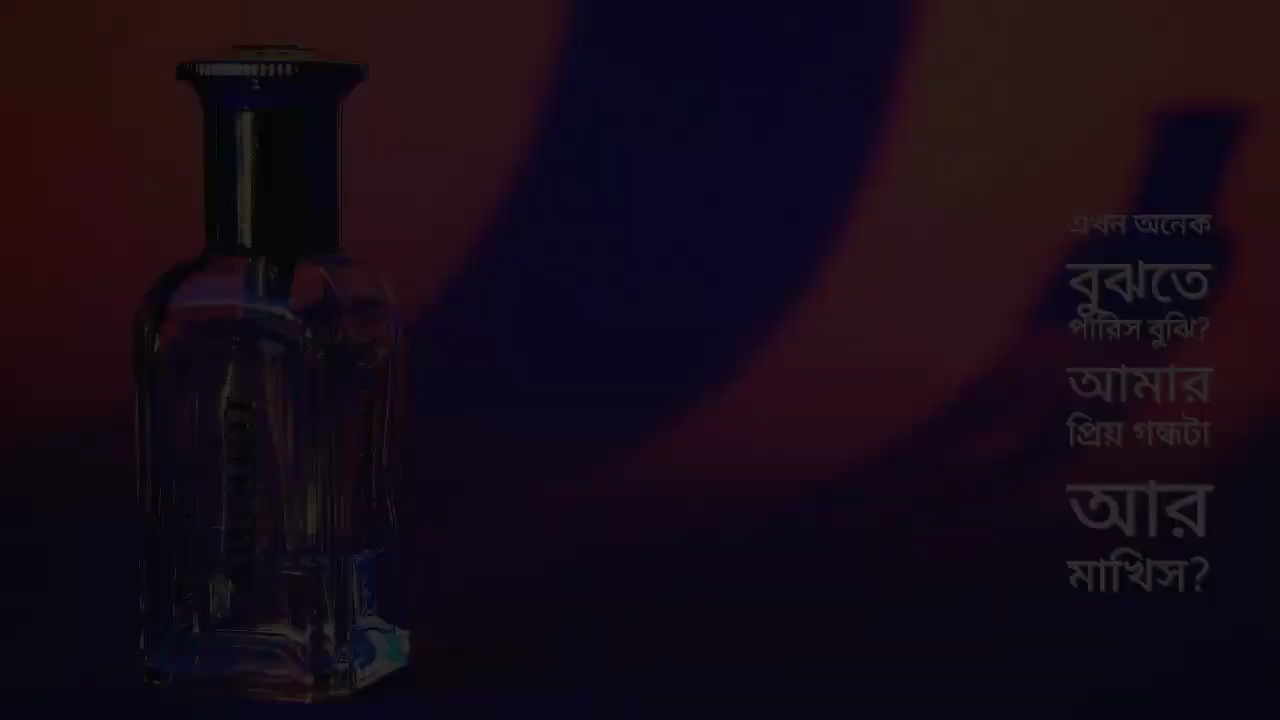 এখন অনেক
বুঝতে
পারিস বুঝি?
আমার
প্রিয় গন্ধটা
আর
মাখিস?